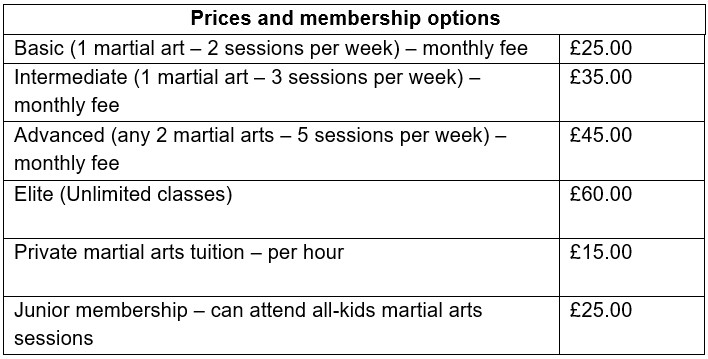 Prices and membership options
Basic (1 martial art – 2 sessions per week) – monthly fee £25.00
Intermediate (1 martial art – 3 sessions per week) – £35.00
monthly fee
Advanced (any 2 martial arts – 5 sessions per week) – £45.00
monthly fee
Elite (Unlimited classes) £60.00
Private martial arts tuition – per hour £15.00
Junior membership – can attend all-kids martial arts £25.00
sessions